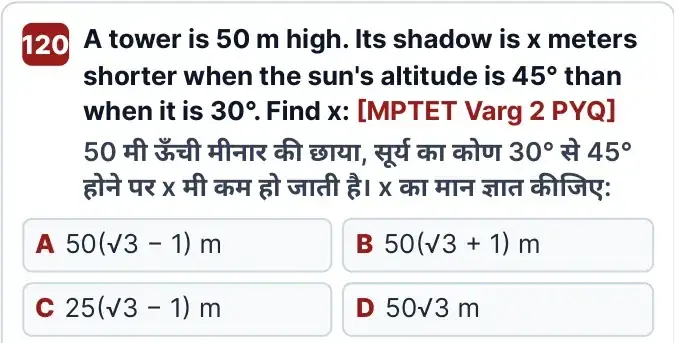 120 A tower is 50 m high. Its shadow is x meters
shorter when the sun's altitude is 45° than
when it is 30°. Find x: [MPTET Varg 2 PYQ]
50 मी ऊँची मीनार की छाया, सूर्य का कोण 30° से 45°
होने पर x मी कम हो जाती है। x का मान ज्ञात कीजिए:
A 50(√3 − 1) m
B 50(√3 + 1) m
C 25(√3 − 1) m
D 50√3 m